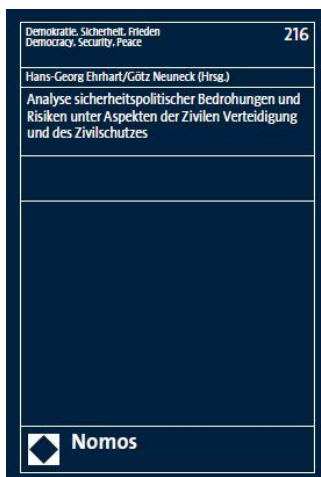 Demokratie, Sicherheit, Frieden
Democracy, Security, Peace
216
Hans-Georg Ehrhart/Götz Neuneck (Hrsg.)
Analyse sicherheitspolitischer Bedrohungen und
Risiken unter Aspekten der Zivilen Verteidigung
und des Zivilschutzes
Nomos